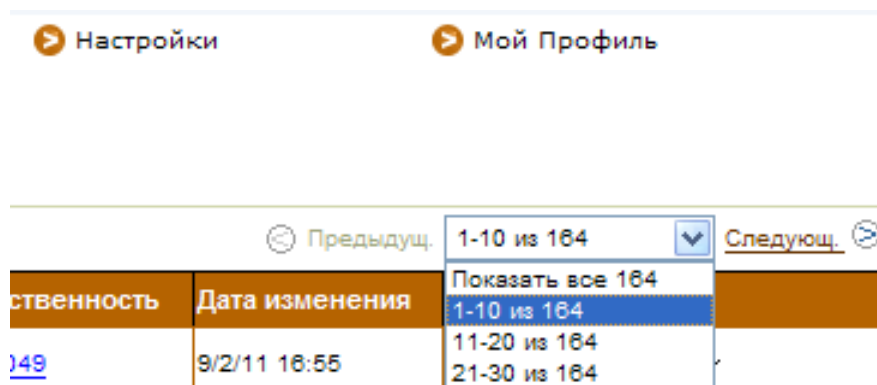 Настройки Мой Профиль
Предыдущ. 1-10 из 164 Следующ.
Показать все 164
ственность Дата изменения 1-10 из 164
11-20 из 164
049 9/2/11 16:55 21-30 из 164